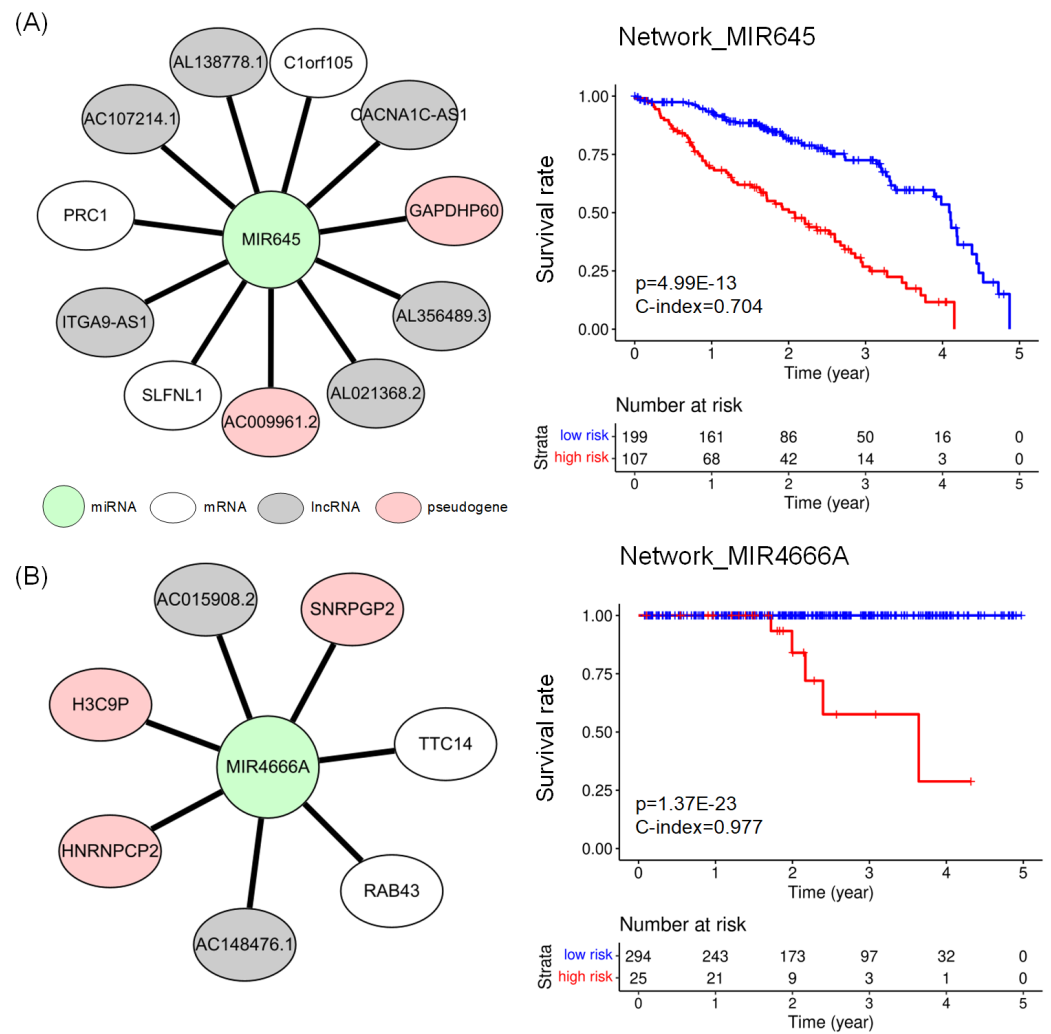 (A)
Network_MIR645
AL138778.1
C1orf105
AC107214.1
CACNA1C-AS1
PRC1
GAPDHP60
MIR645
ITGA9-AS1
AL356489.3
SLFNL1
AL021368.2
AC009961.2
miRNA
mRNA
lncRNA
pseudogene
Survival rate
1.00
0.75
0.50
0.25
0.00
p=4.99E-13
C-index=0.704
0 1 2 3 4 5
Time (year)
Number at risk
Strata
low risk 199 161 86 50 16 0
high risk 107 68 42 14 3 0
0 1 2 3 4 5
Time (year)
(B)
Network_MIR4666A
AC015908.2
SNRPGP2
H3C9P
TTC14
MIR4666A
HNRNPCP2
RAB43
AC148476.1
Survival rate
1.00
0.75
0.50
0.25
0.00
p=1.37E-23
C-index=0.977
0 1 2 3 4 5
Time (year)
Number at risk
Strata
low risk 294 243 173 97 32 0
high risk 25 21 9 3 1 0
0 1 2 3 4 5
Time (year)